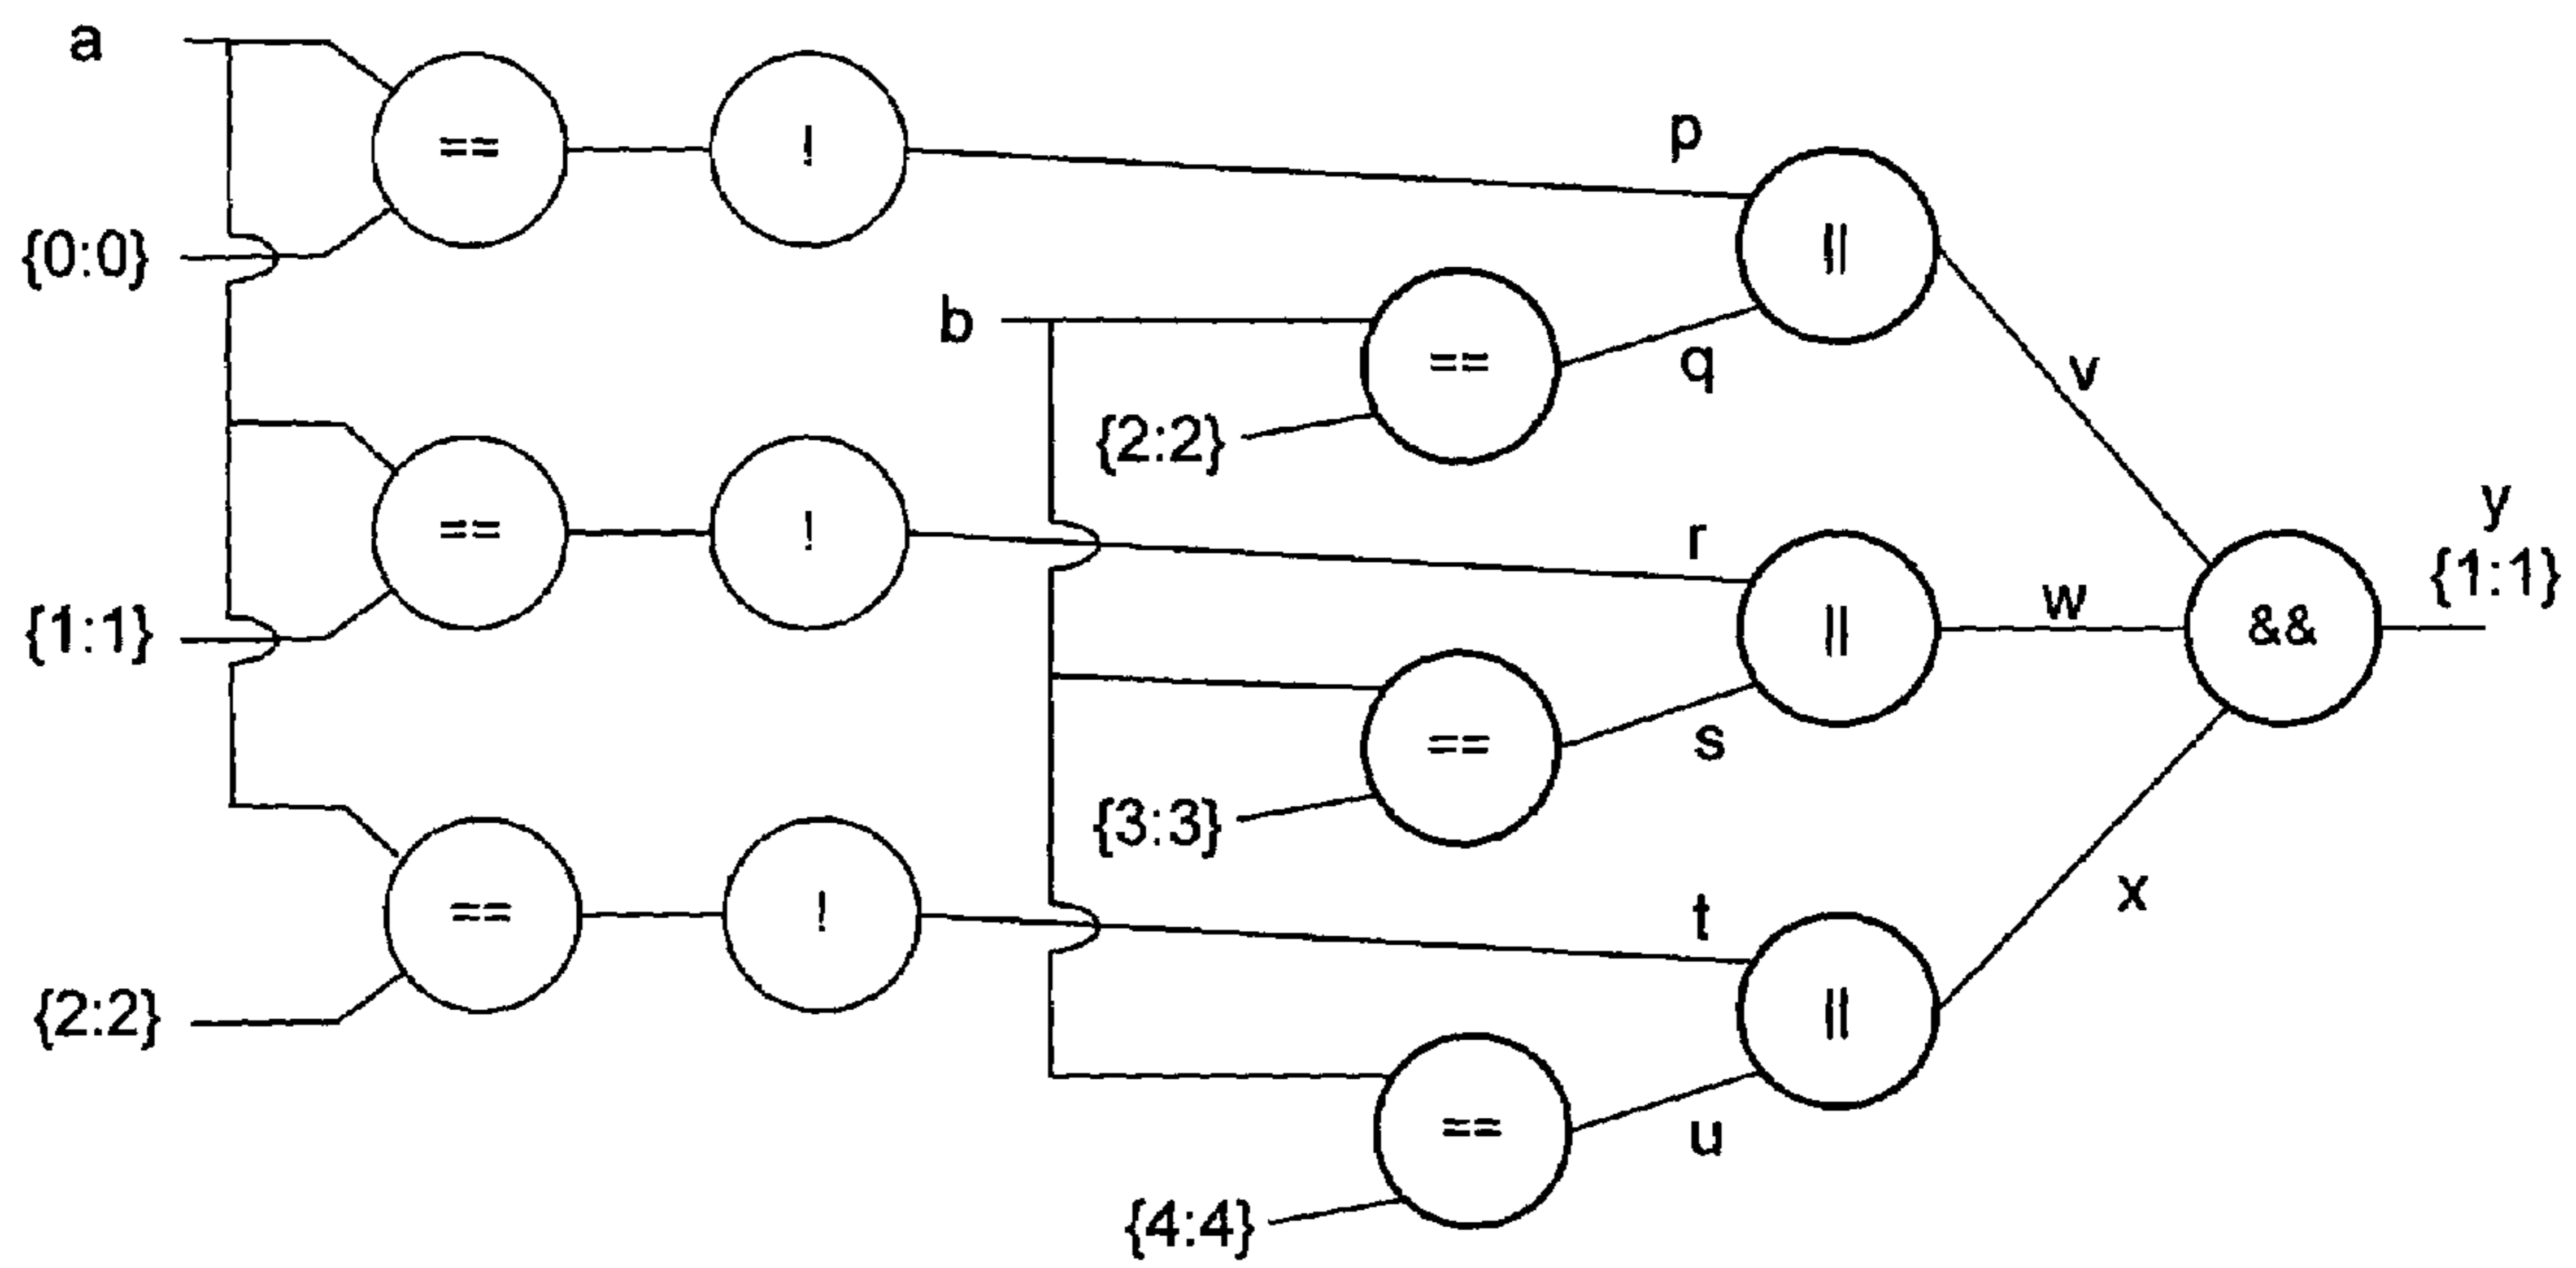 a
==
!
p
{0:0}
||
b
==
q
v
{2:2}
y
{1:1}
==
!
r
w
||
&&
{1:1}
==
s
{3:3}
x
==
!
t
||
{2:2}
==
u
{4:4}